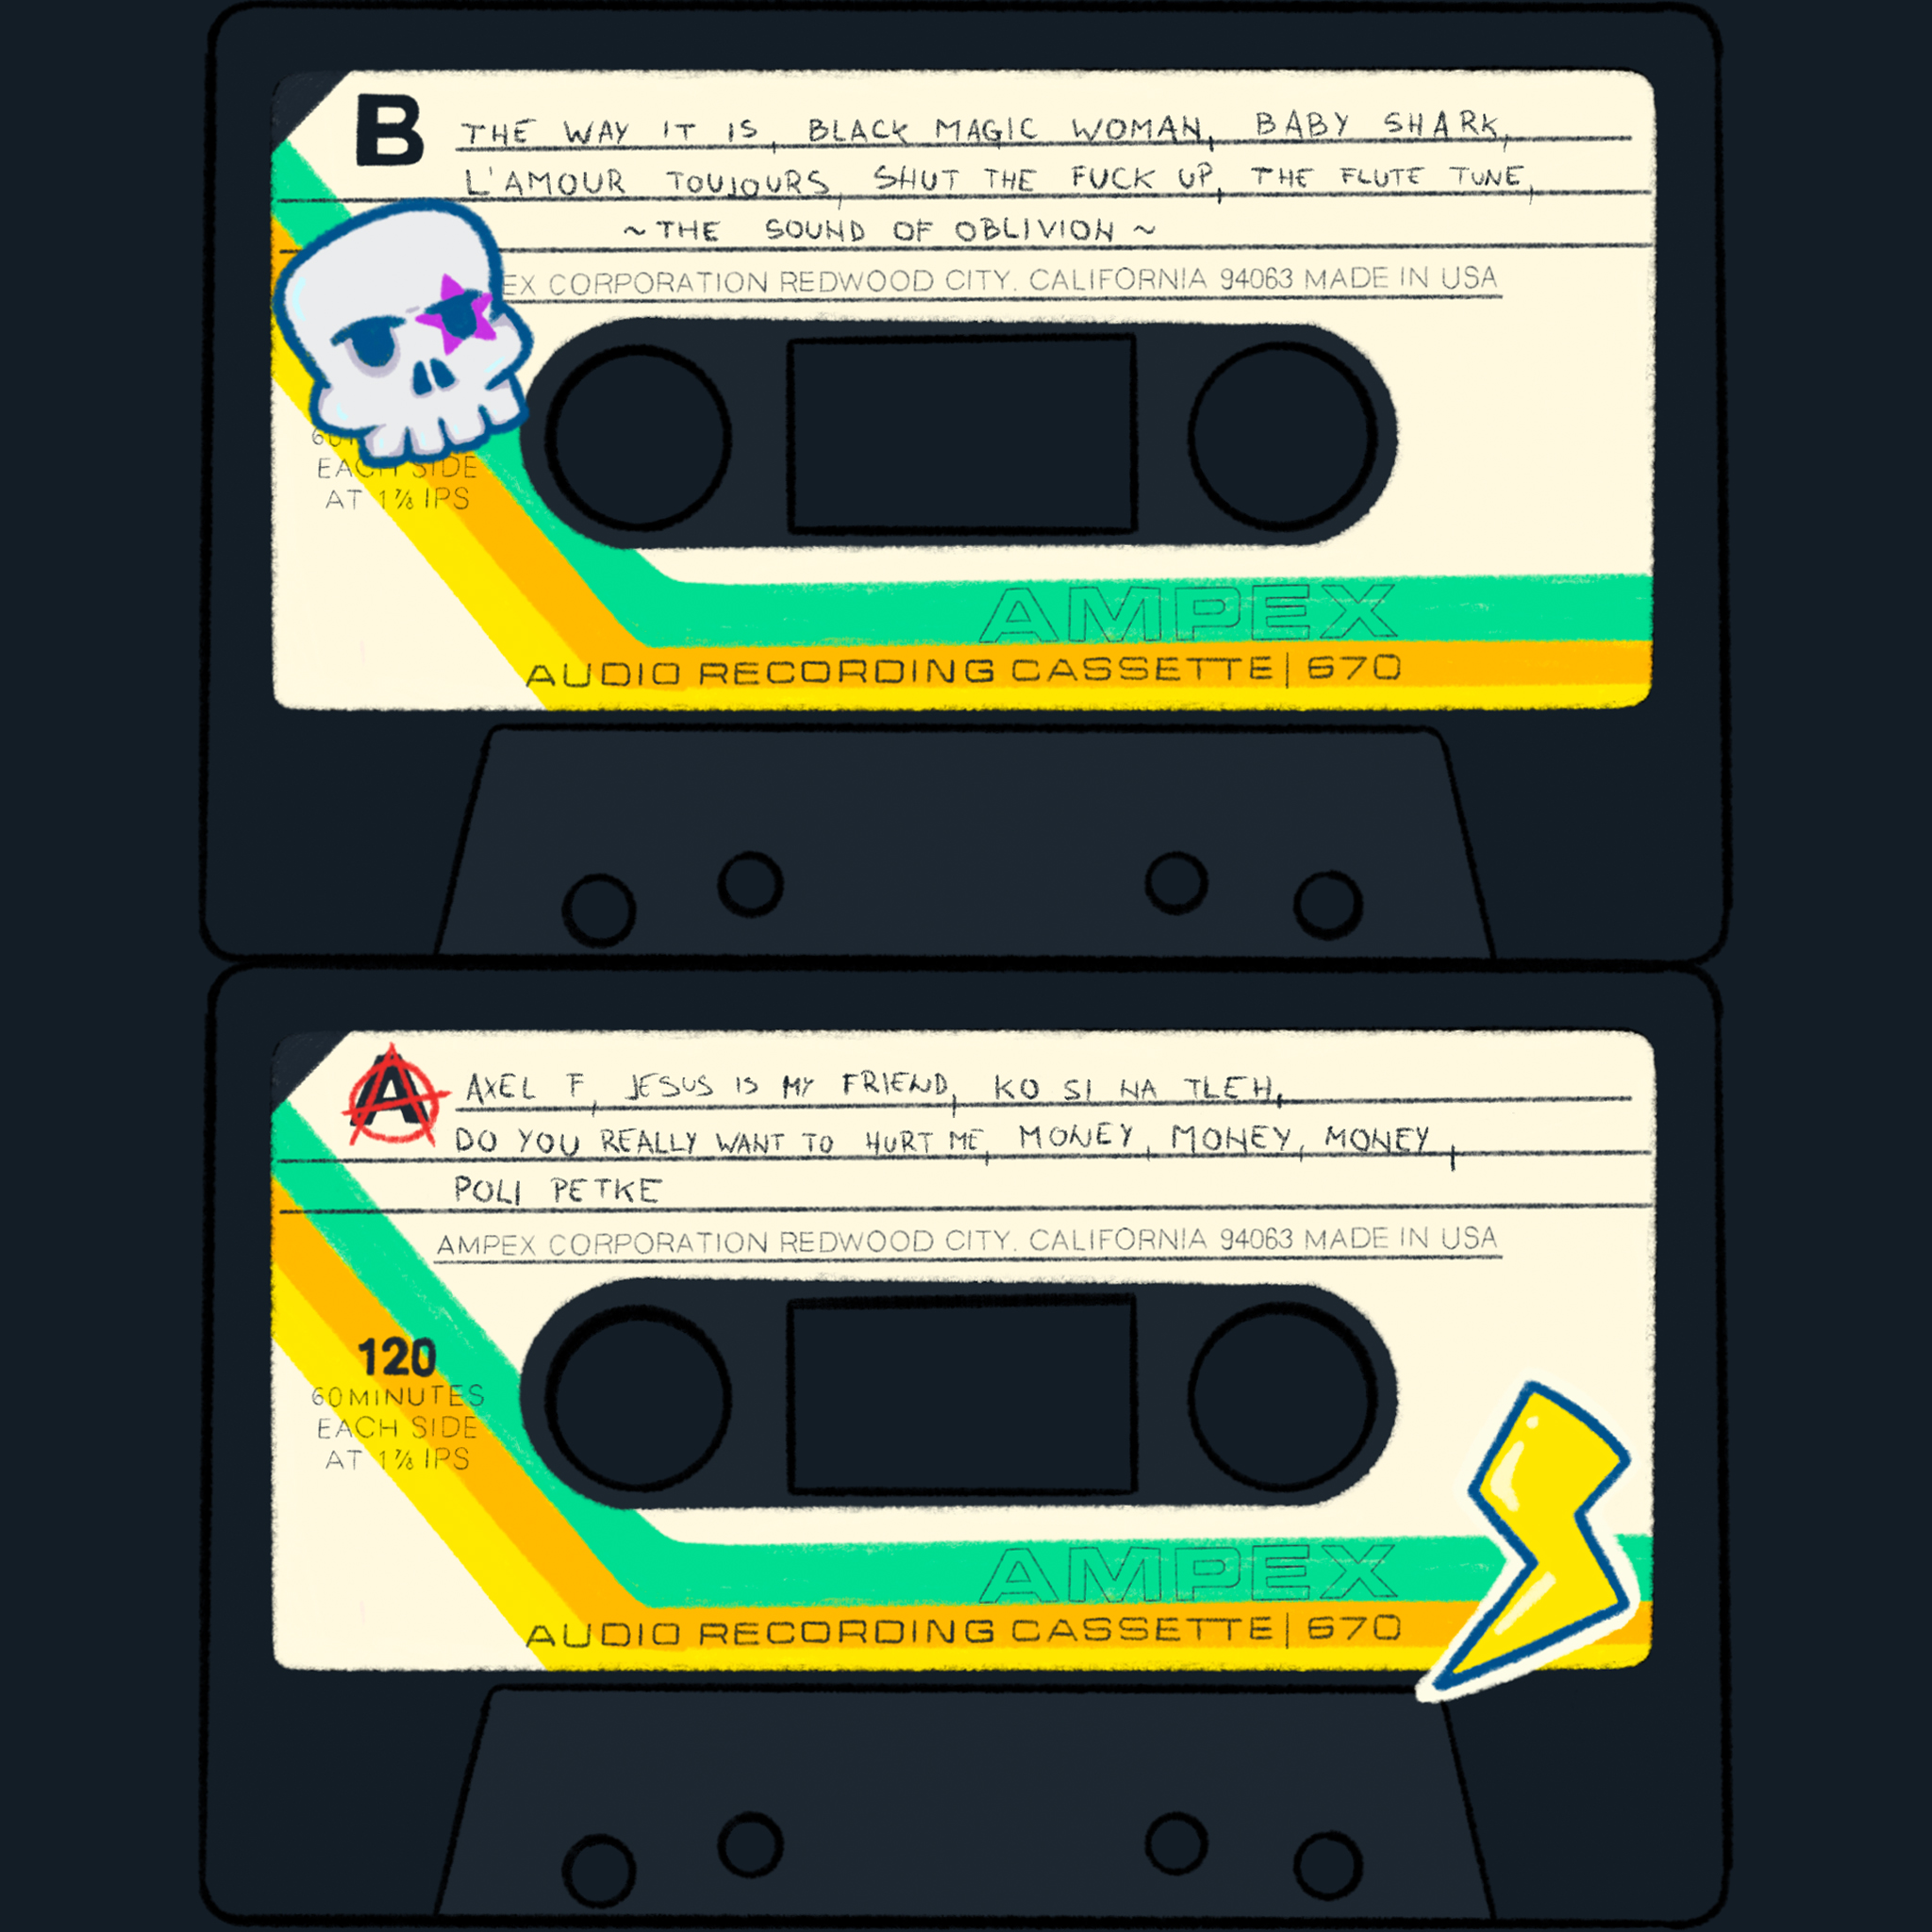 B
THE WAY IT IS, BLACK MAGIC WOMAN, BABY SHARK,
L'AMOUR TOUJOURS, SHUT THE FUCK UP, THE FLUTE TUNE,
~ THE SOUND OF OBLIVION ~
EX CORPORATION REDWOOD CITY. CALIFORNIA 94063 MADE IN USA
EACH SIDE
AT 1⅞ IPS
AMPEX
AUDIO RECORDING CASSETTE | 670
A
AXEL F, JESUS IS MY FRIEND, KO SI NA TLEH,
DO YOU REALLY WANT TO HURT ME, MONEY, MONEY, MONEY,
POLI PETKE
AMPEX CORPORATION REDWOOD CITY. CALIFORNIA 94063 MADE IN USA
120
60 MINUTES
EACH SIDE
AT 1⅞ IPS
AMPEX
AUDIO RECORDING CASSETTE | 670